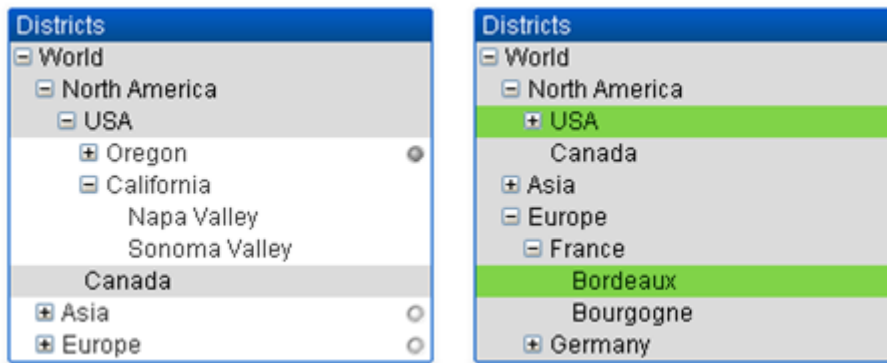 Districts
World
North America
USA
Oregon
California
Napa Valley
Sonoma Valley
Canada
Asia
Europe
Districts
World
North America
USA
Canada
Asia
Europe
France
Bordeaux
Bourgogne
Germany